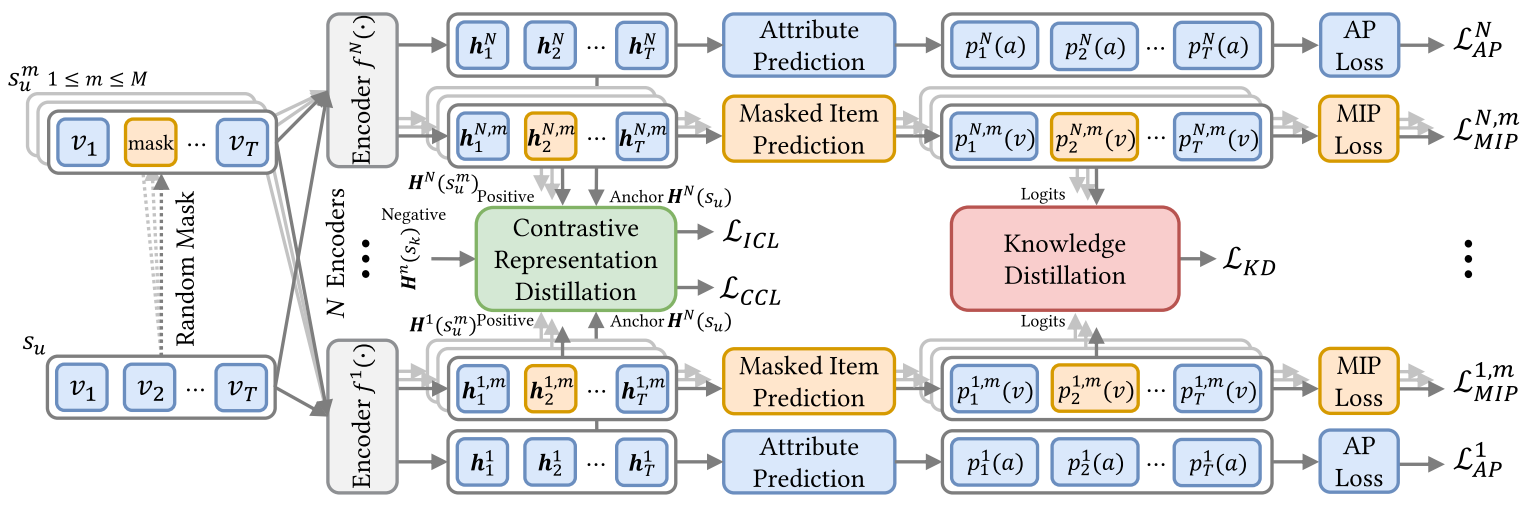 s_u^m 1 ≤ m ≤ M
v_1 mask ··· v_T
Random Mask
s_u
v_1 v_2 ··· v_T
Encoder f^N(·)
N Encoders
Encoder f^1(·)
h_1^N h_2^N ··· h_T^N
Attribute
Prediction
p_1^N(a) p_2^N(a) ··· p_T^N(a)
AP
Loss
ℒ_AP^N
h_1^{N,m} h_2^{N,m} ··· h_T^{N,m}
Masked Item
Prediction
p_1^{N,m}(v) p_2^{N,m}(v) ··· p_T^{N,m}(v)
MIP
Loss
ℒ_MIP^{N,m}
H^N(s_u^m) Positive
Anchor H^N(s_u)
Negative
H^n(s_k)
Contrastive
Representation
Distillation
ℒ_ICL
ℒ_CCL
H^1(s_u^m) Positive
Anchor H^N(s_u)
Logits
Knowledge
Distillation
ℒ_KD
Logits
h_1^{1,m} h_2^{1,m} ··· h_T^{1,m}
Masked Item
Prediction
p_1^{1,m}(v) p_2^{1,m}(v) ··· p_T^{1,m}(v)
MIP
Loss
ℒ_MIP^{1,m}
h_1^1 h_2^1 ··· h_T^1
Attribute
Prediction
p_1^1(a) p_2^1(a) ··· p_T^1(a)
AP
Loss
ℒ_AP^1